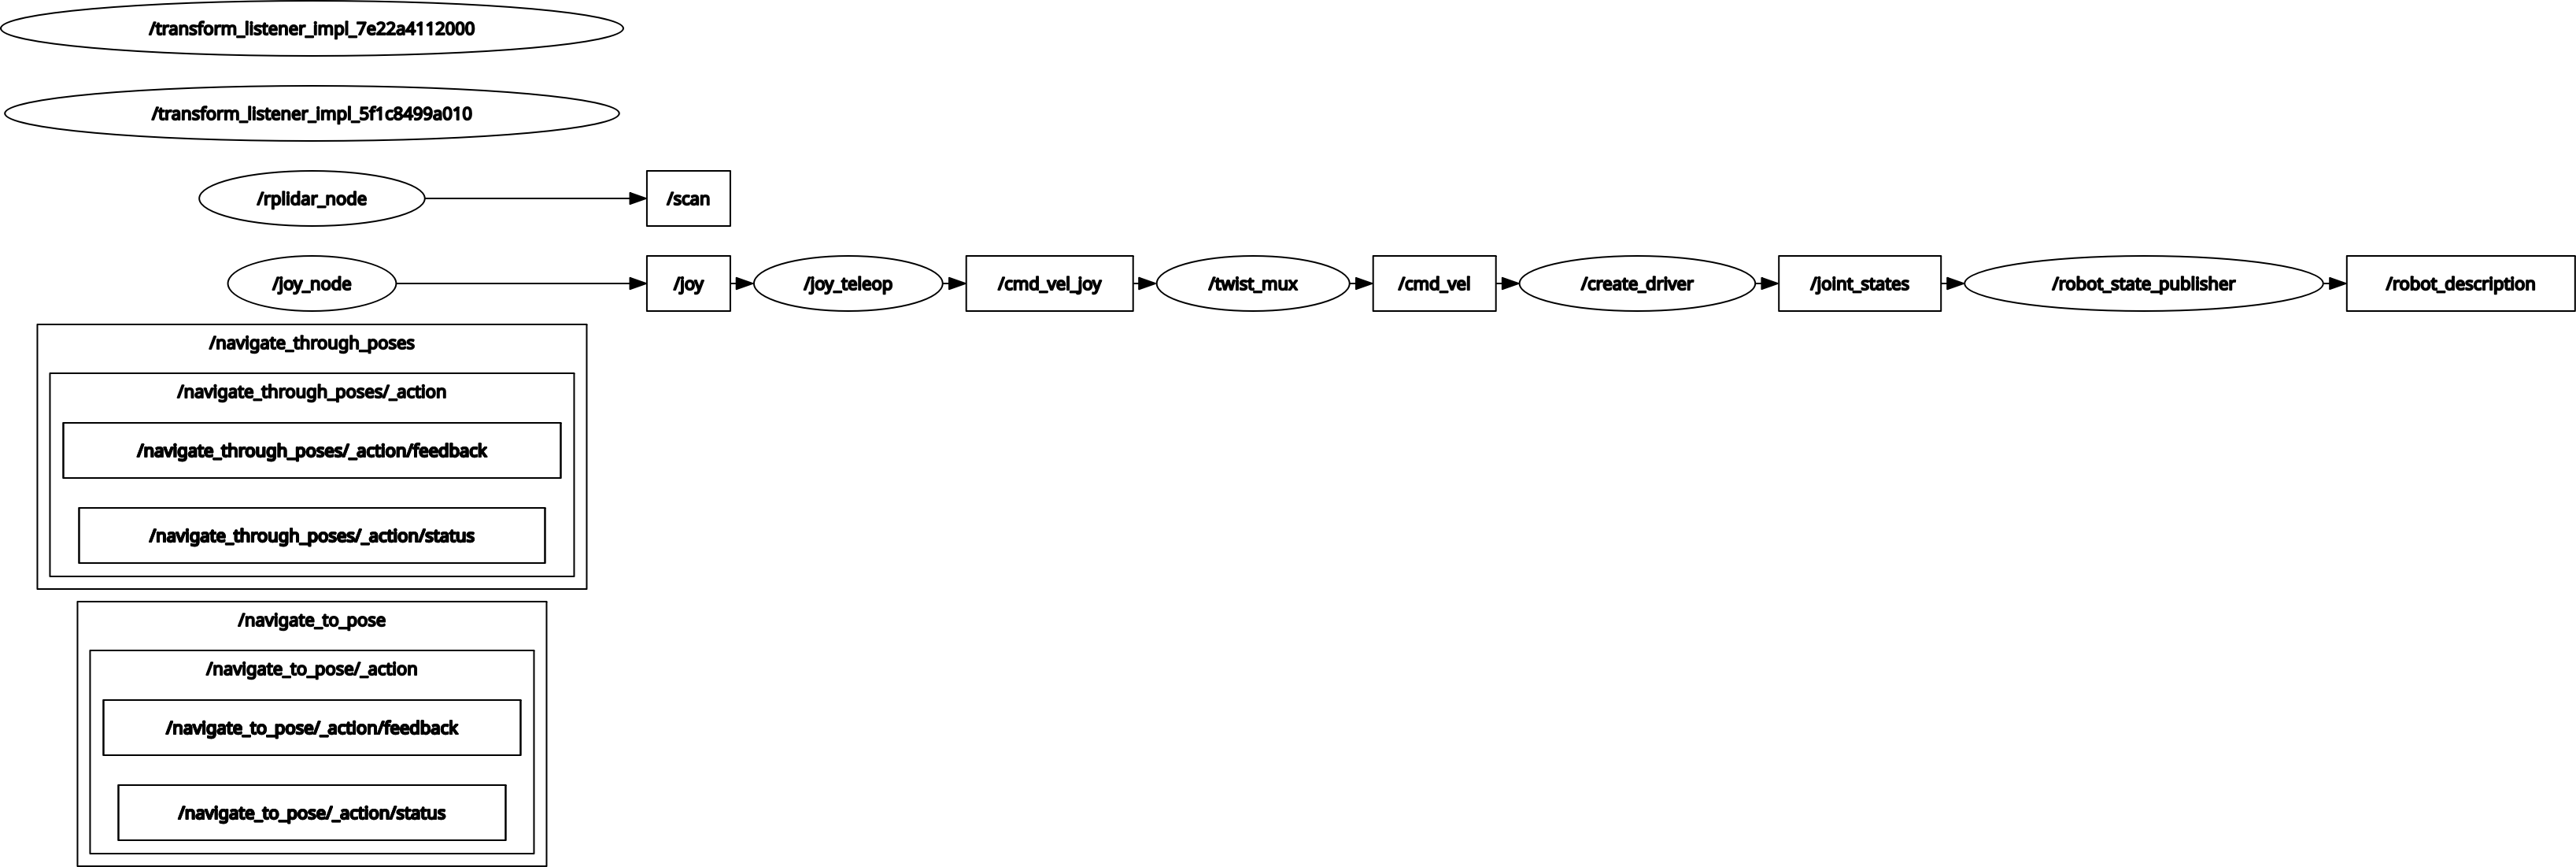 /transform_listener_impl_7e22a4112000
/transform_listener_impl_5f1c8499a010
/rplidar_node
/scan
/joy_node
/joy
/joy_teleop
/cmd_vel_joy
/twist_mux
/cmd_vel
/create_driver
/joint_states
/robot_state_publisher
/robot_description
/navigate_through_poses
/navigate_through_poses/_action
/navigate_through_poses/_action/feedback
/navigate_through_poses/_action/status
/navigate_to_pose
/navigate_to_pose/_action
/navigate_to_pose/_action/feedback
/navigate_to_pose/_action/status